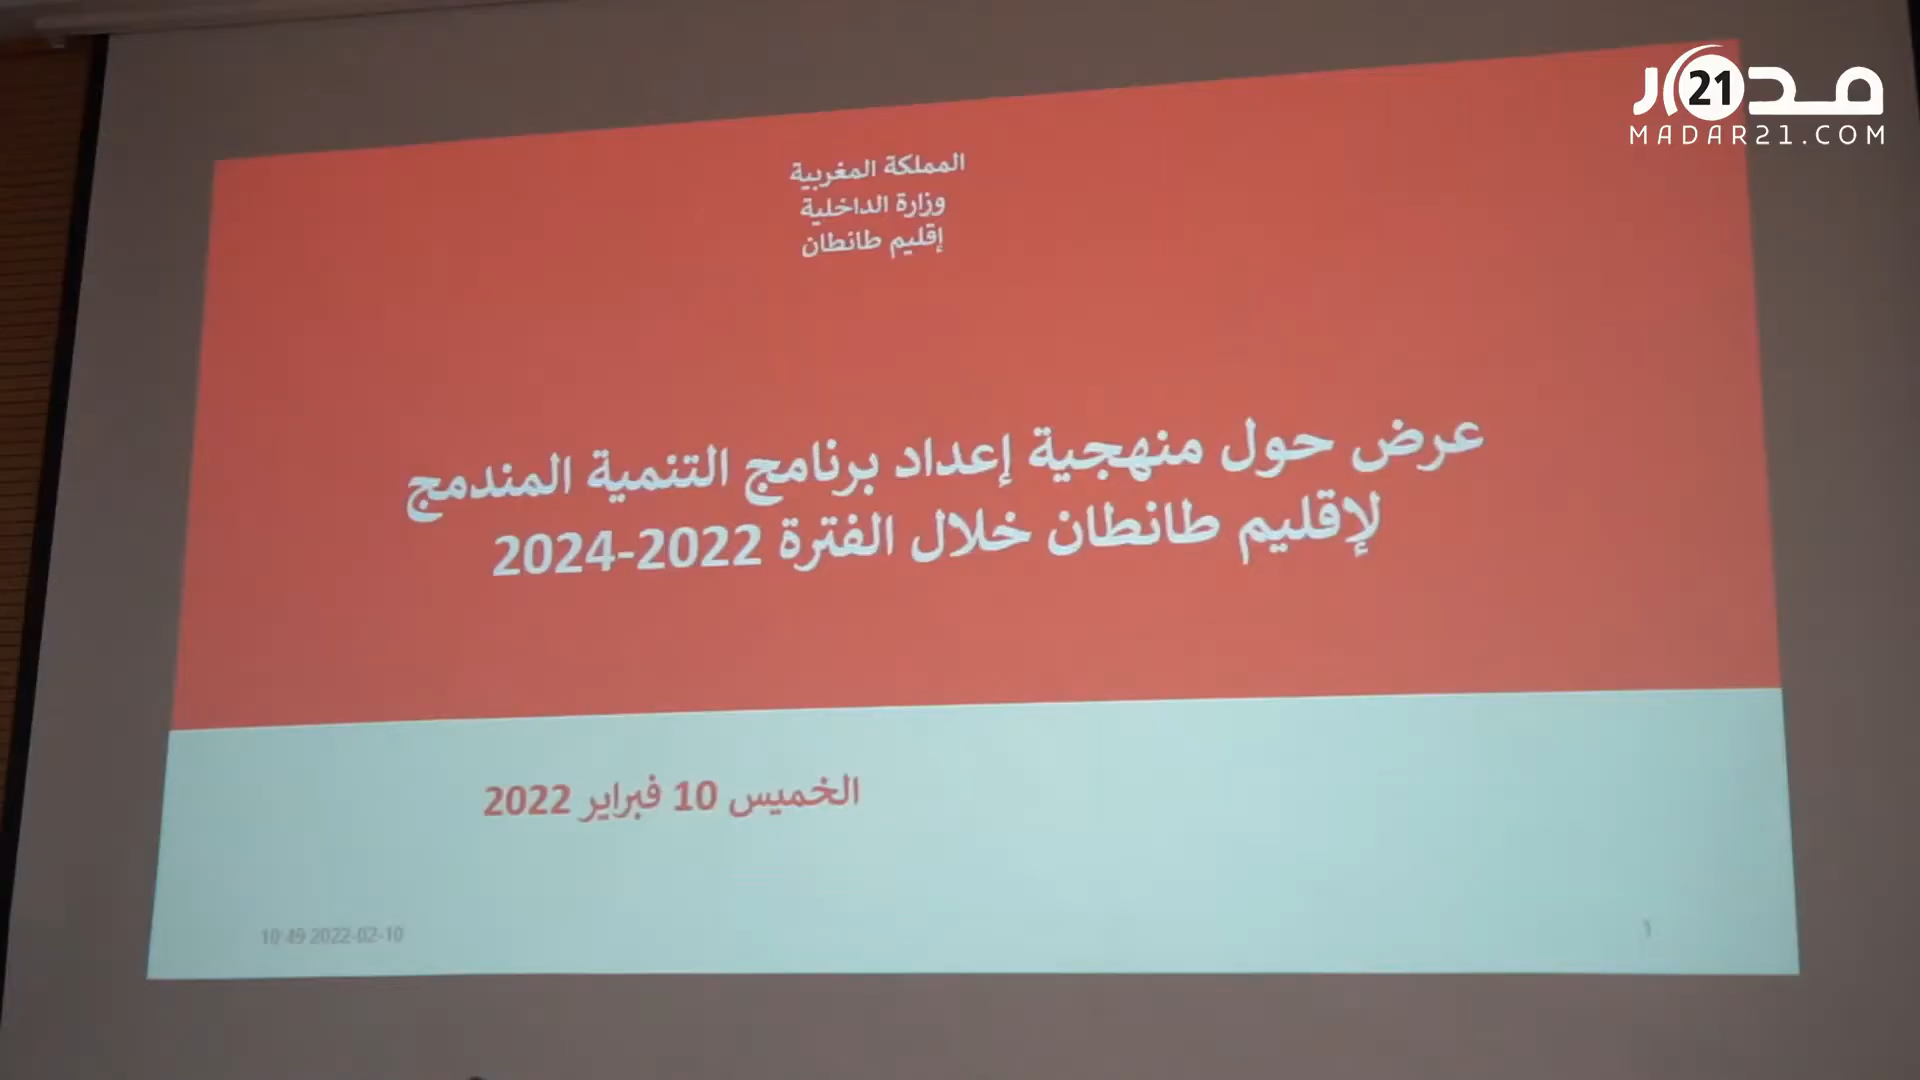 مدار 21
MADAR21.COM
المملكة المغربية
وزارة الداخلية
إقليم طانطان
عرض حول منهجية إعداد برنامج التنمية المندمج
لإقليم طانطان خلال الفترة 2022-2024
الخميس 10 فبراير 2022
10:49 2022-02-10
1